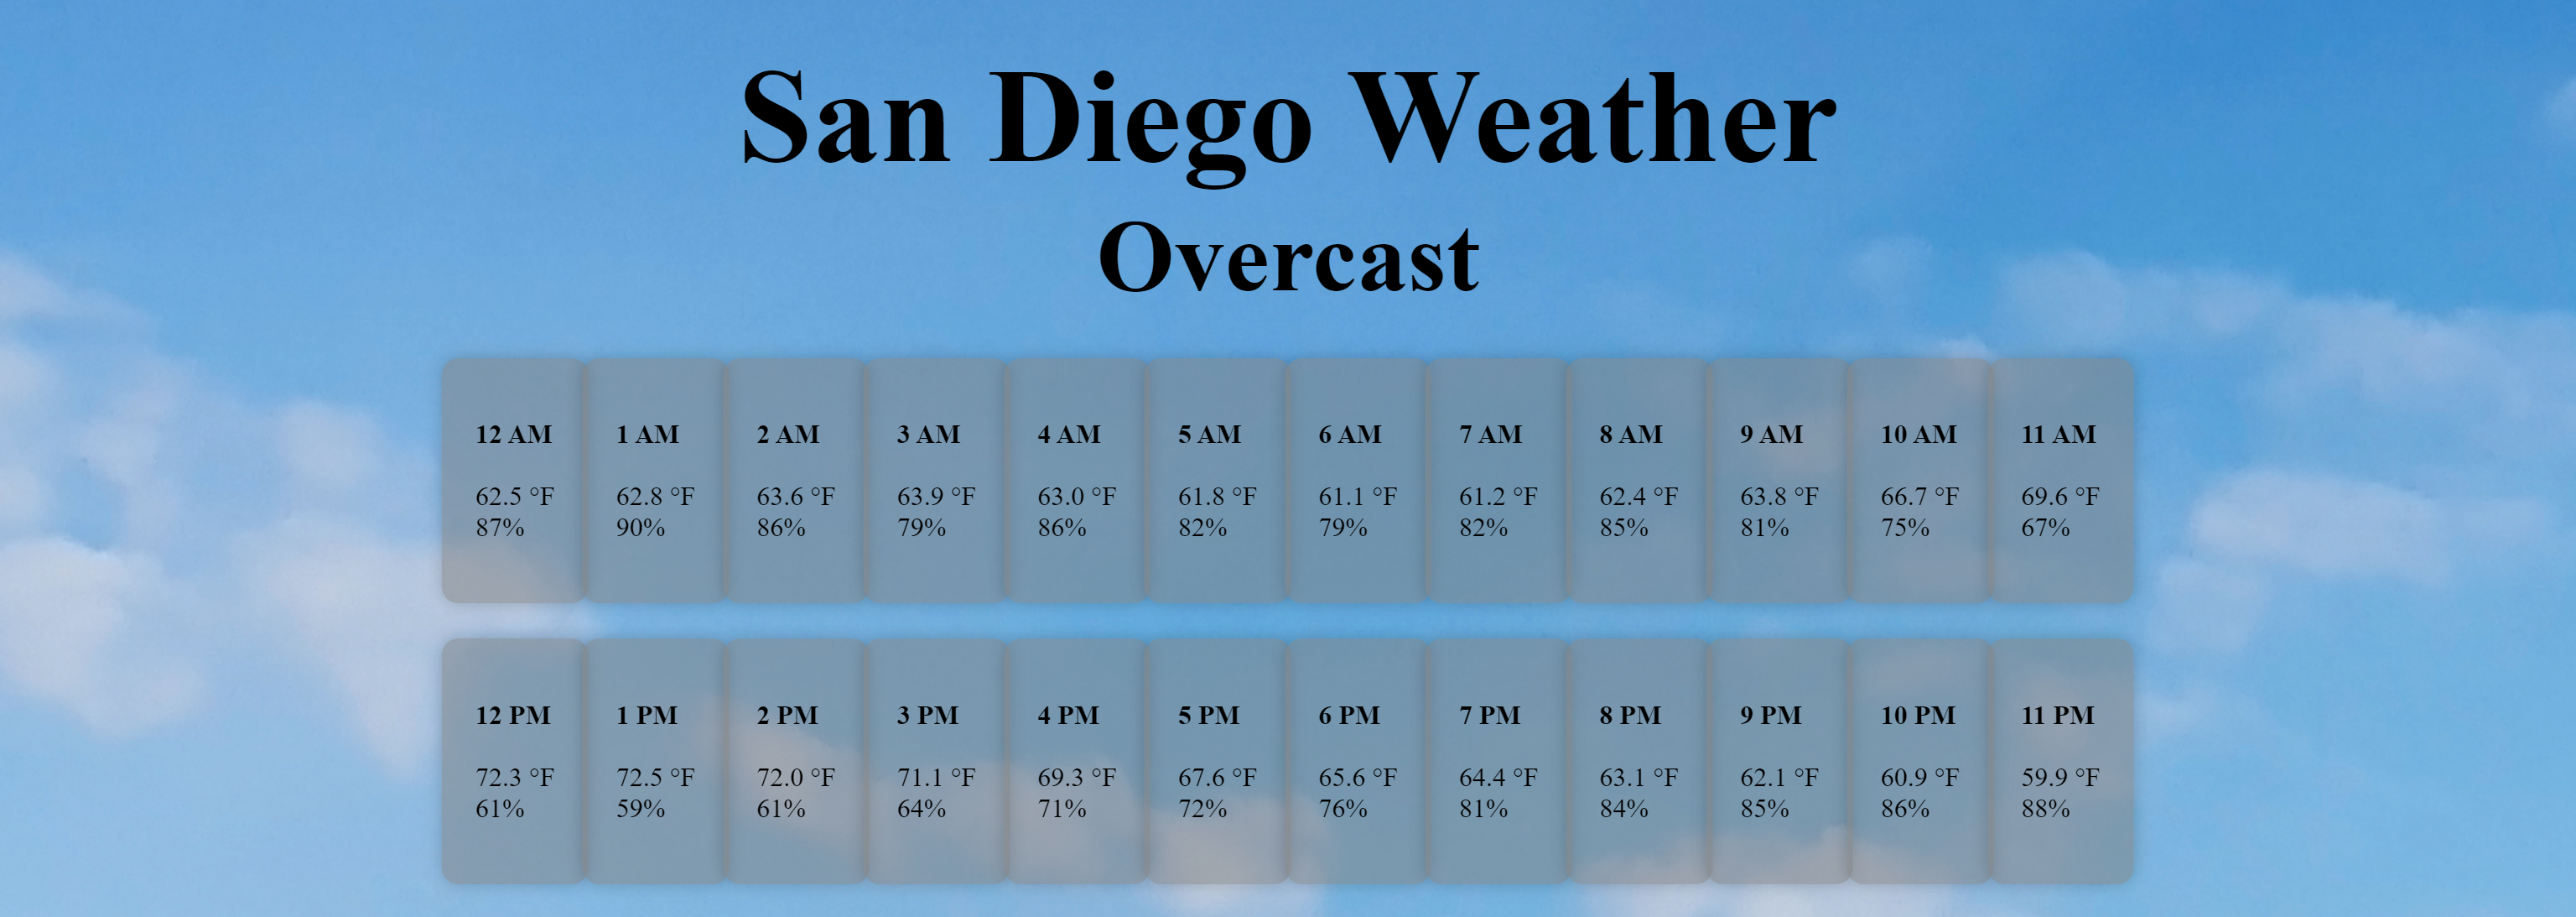 San Diego Weather
Overcast
12 AM 1 AM 2 AM 3 AM 4 AM 5 AM 6 AM 7 AM 8 AM 9 AM 10 AM 11 AM
62.5 °F 62.8 °F 63.6 °F 63.9 °F 63.0 °F 61.8 °F 61.1 °F 61.2 °F 62.4 °F 63.8 °F 66.7 °F 69.6 °F
87% 90% 86% 79% 86% 82% 79% 82% 85% 81% 75% 67%
12 PM 1 PM 2 PM 3 PM 4 PM 5 PM 6 PM 7 PM 8 PM 9 PM 10 PM 11 PM
72.3 °F 72.5 °F 72.0 °F 71.1 °F 69.3 °F 67.6 °F 65.6 °F 64.4 °F 63.1 °F 62.1 °F 60.9 °F 59.9 °F
61% 59% 61% 64% 71% 72% 76% 81% 84% 85% 86% 88%